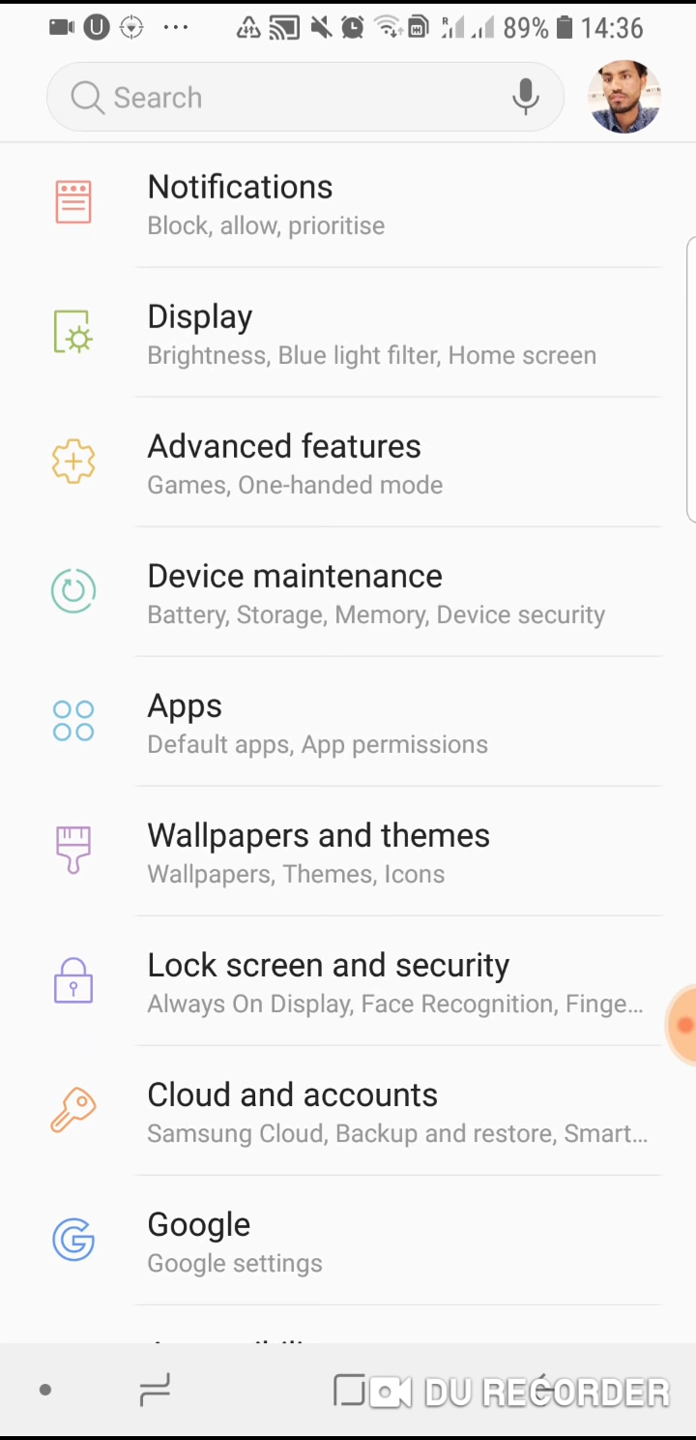 U ... R 89% 14:36
Search
Notifications
Block, allow, prioritise
Display
Brightness, Blue light filter, Home screen
Advanced features
Games, One-handed mode
Device maintenance
Battery, Storage, Memory, Device security
Apps
Default apps, App permissions
Wallpapers and themes
Wallpapers, Themes, Icons
Lock screen and security
Always On Display, Face Recognition, Finge...
Cloud and accounts
Samsung Cloud, Backup and restore, Smart...
Google
Google settings
DU RECORDER